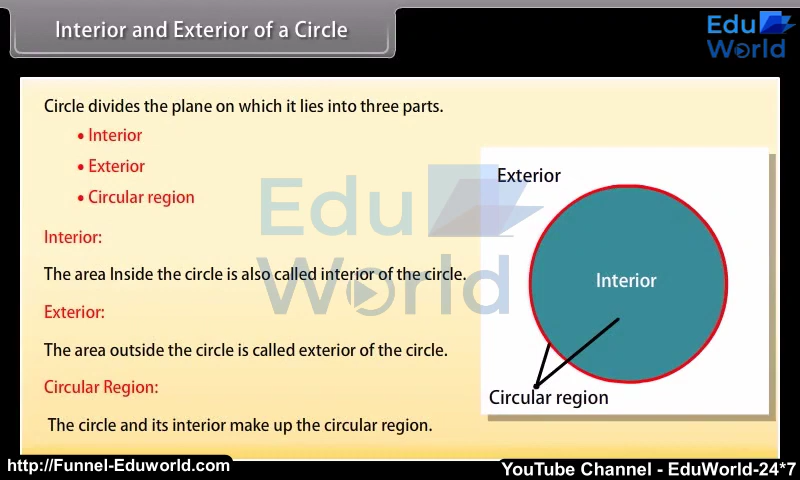 Interior and Exterior of a Circle
Edu
World
Circle divides the plane on which it lies into three parts.
• Interior
• Exterior
• Circular region
Edu
World
Interior:
The area Inside the circle is also called interior of the circle.
Exterior:
The area outside the circle is called exterior of the circle.
Circular Region:
The circle and its interior make up the circular region.
Exterior
Interior
Circular region
http://Funnel-Eduworld.com
YouTube Channel - EduWorld-24*7